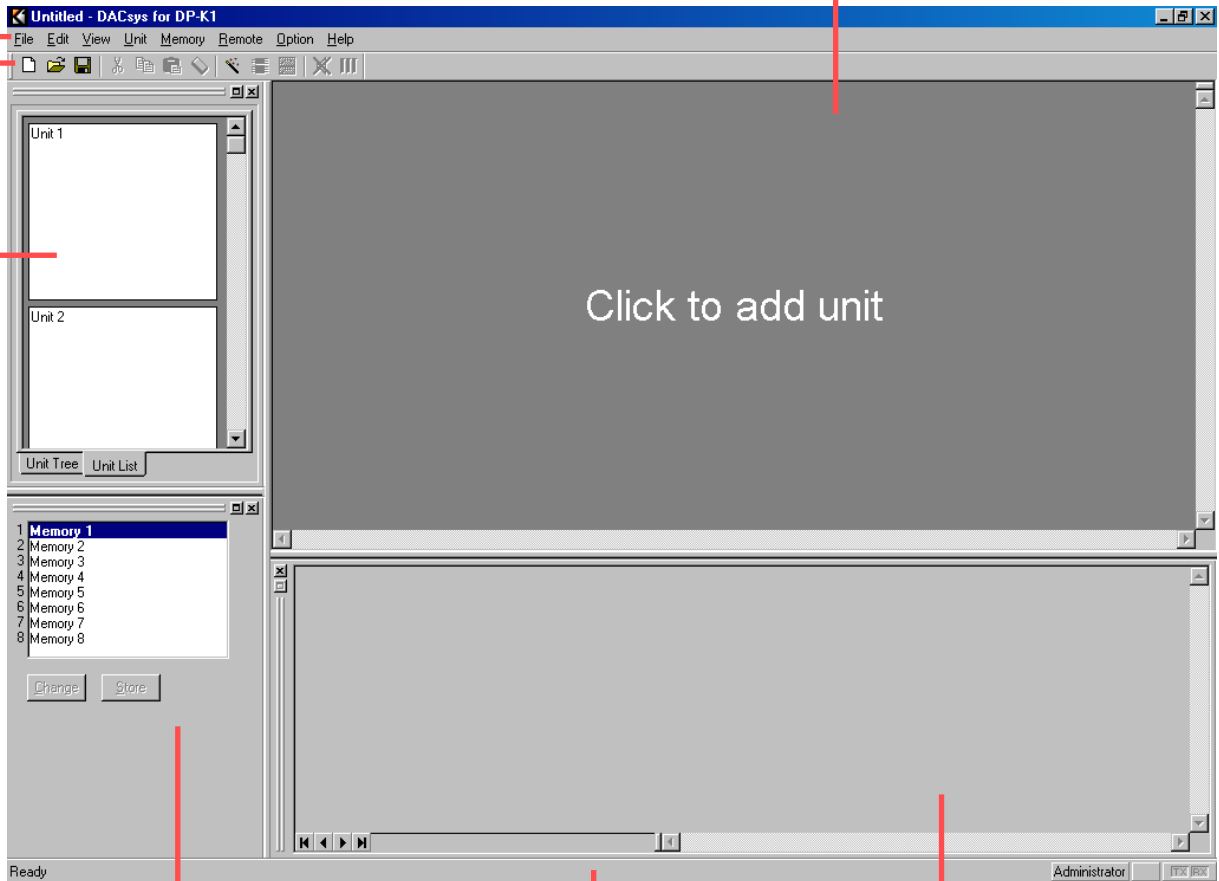 Untitled - DACsys for DP-K1
File Edit View Unit Memory Remote Option Help
Unit 1
Unit 2
Unit Tree Unit List
Click to add unit
1 Memory 1
2 Memory 2
3 Memory 3
4 Memory 4
5 Memory 5
6 Memory 6
7 Memory 7
8 Memory 8
Change Store
Ready Administrator TX RX